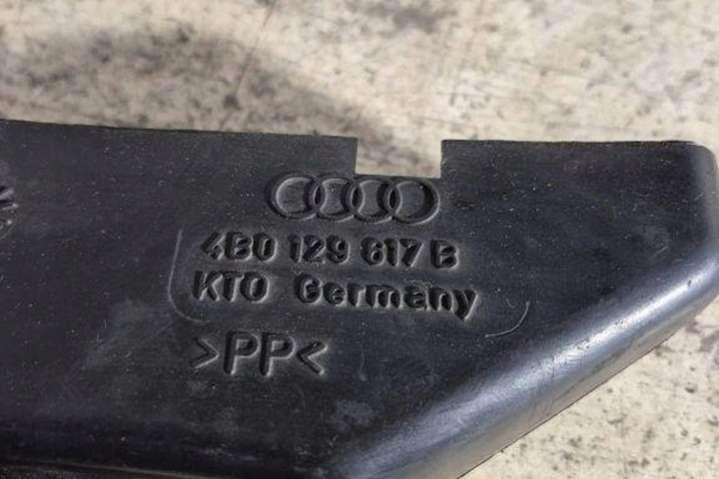 4B0 129 617 B
KTO Germany
>PP<